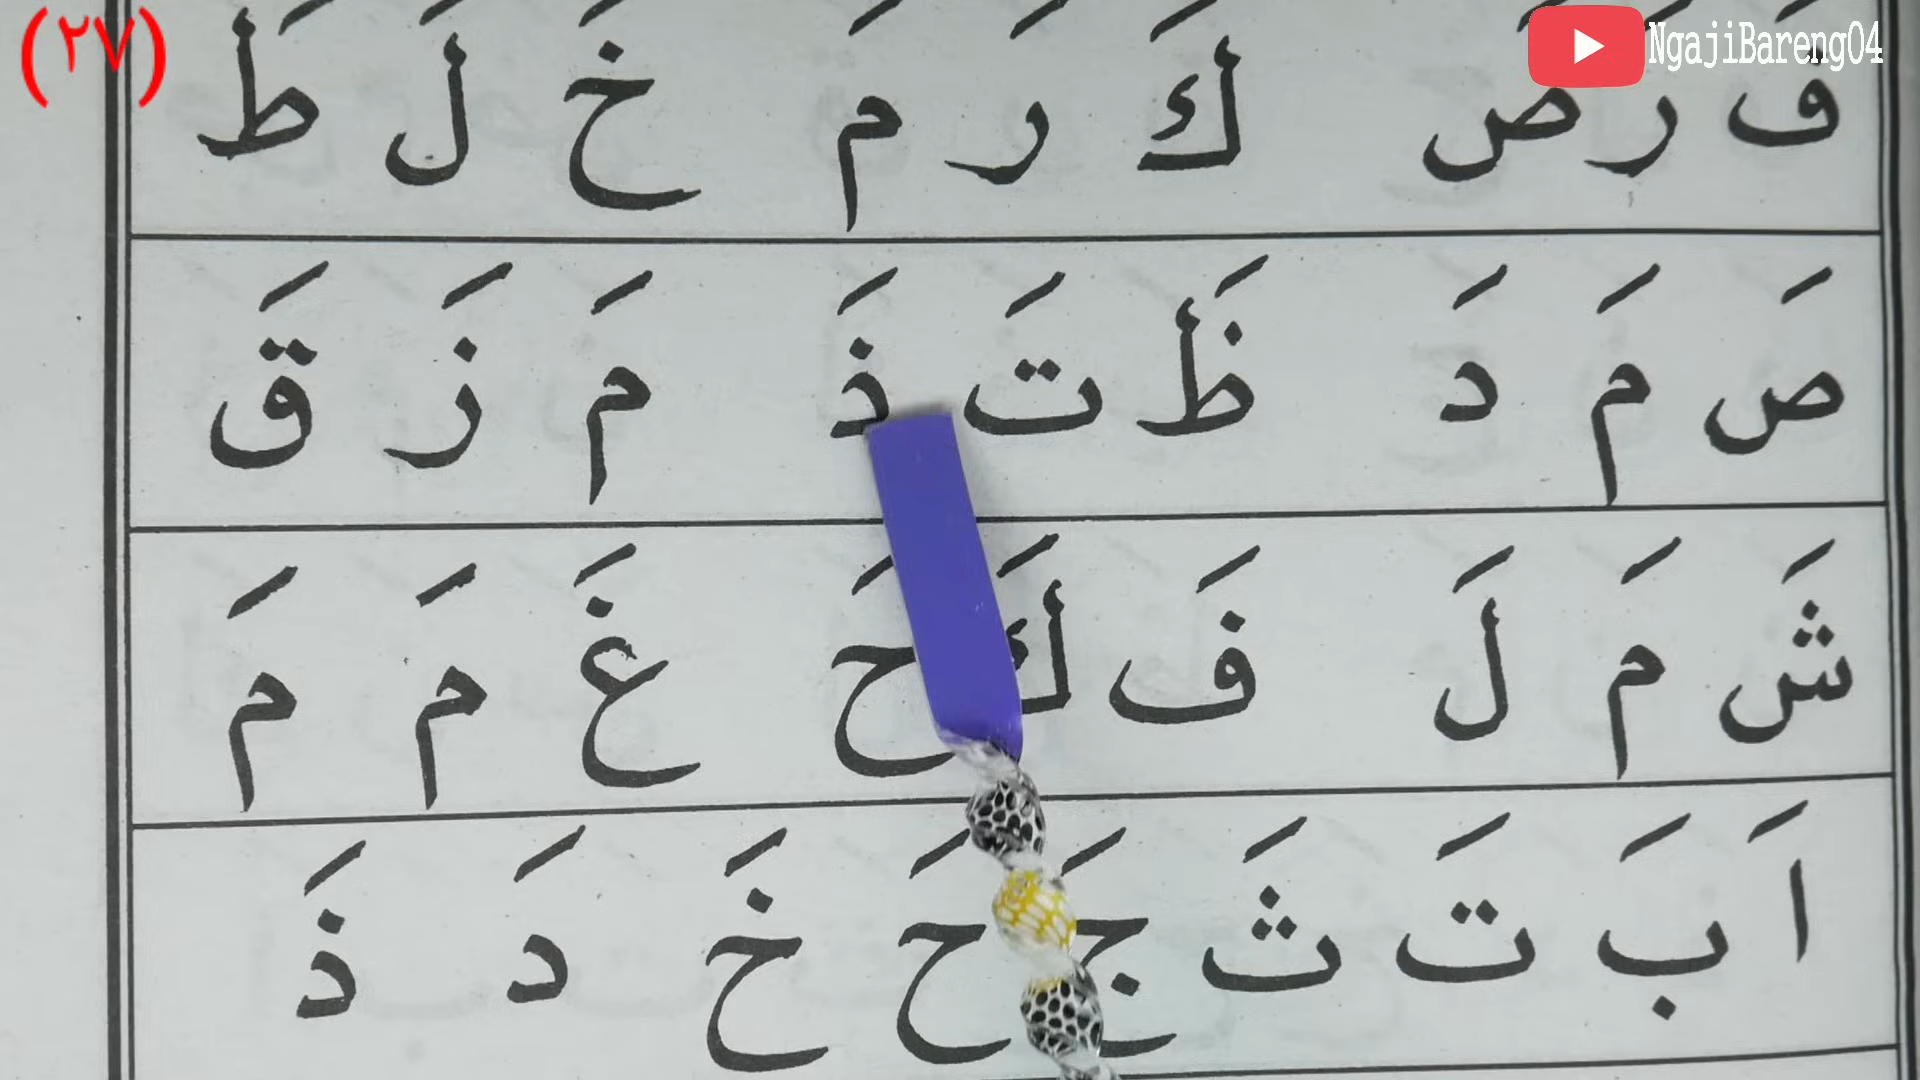 (٢٧)
NgajiBareng04
فَ رَ صَ كَ رَ مَ خَ لَ طَ
صَ مَ دَ ظَ تَ ذَ مَ زَ قَ
شَ مَ لَ فَ كَ حَ غَ مَ مَ
اَ بَ تَ ثَ جَ حَ خَ دَ ذَ